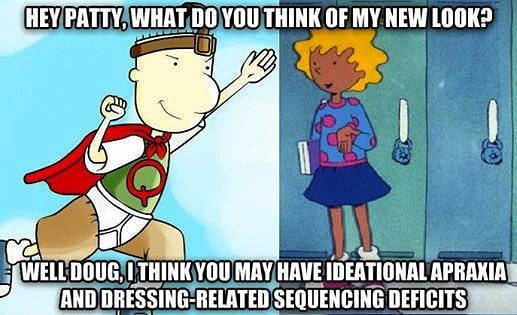 HEY PATTY, WHAT DO YOU THINK OF MY NEW LOOK?
Q
WELL DOUG, I THINK YOU MAY HAVE IDEATIONAL APRAXIA
AND DRESSING-RELATED SEQUENCING DEFICITS